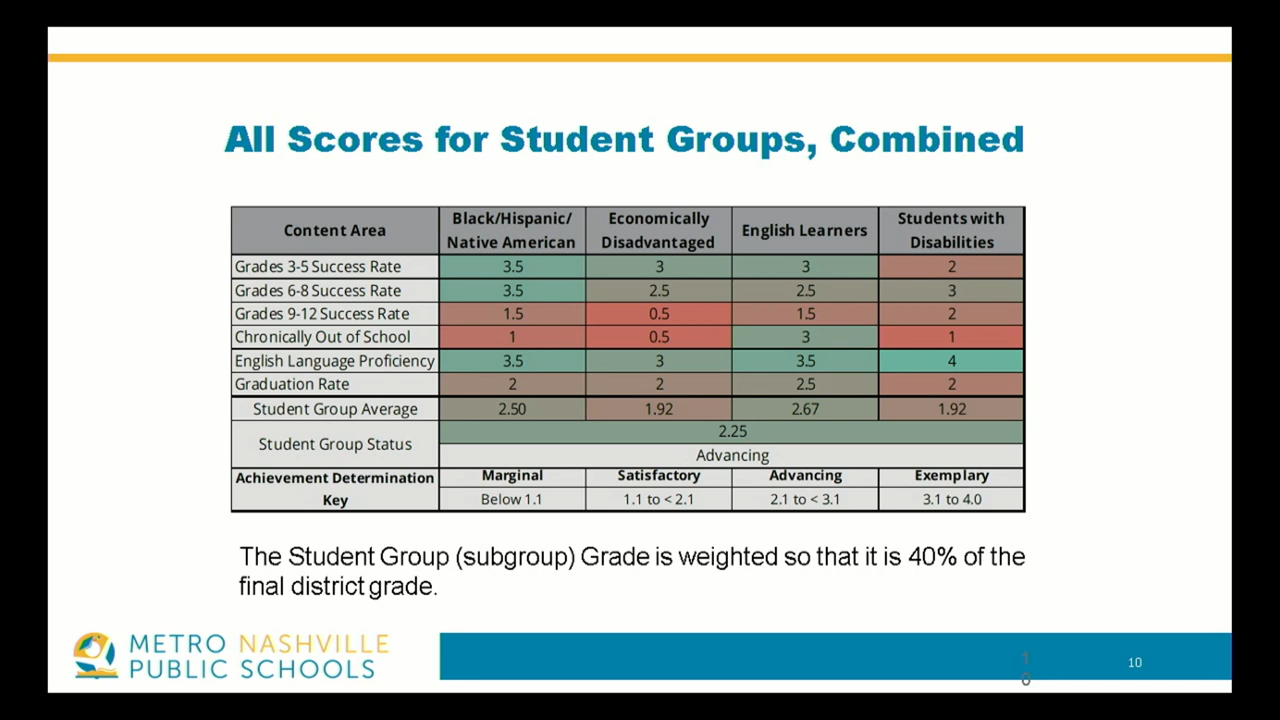 All Scores for Student Groups, Combined
Content Area Black/Hispanic/ Native American Economically Disadvantaged English Learners Students with Disabilities
Grades 3-5 Success Rate 3.5 3 3 2
Grades 6-8 Success Rate 3.5 2.5 2.5 3
Grades 9-12 Success Rate 1.5 0.5 1.5 2
Chronically Out of School 1 0.5 3 1
English Language Proficiency 3.5 3 3.5 4
Graduation Rate 2 2 2.5 2
Student Group Average 2.50 1.92 2.67 1.92
Student Group Status 2.25
Advancing
Achievement Determination Key Marginal Satisfactory Advancing Exemplary
Below 1.1 1.1 to < 2.1 2.1 to < 3.1 3.1 to 4.0
The Student Group (subgroup) Grade is weighted so that it is 40% of the
final district grade.
METRO NASHVILLE
PUBLIC SCHOOLS
10